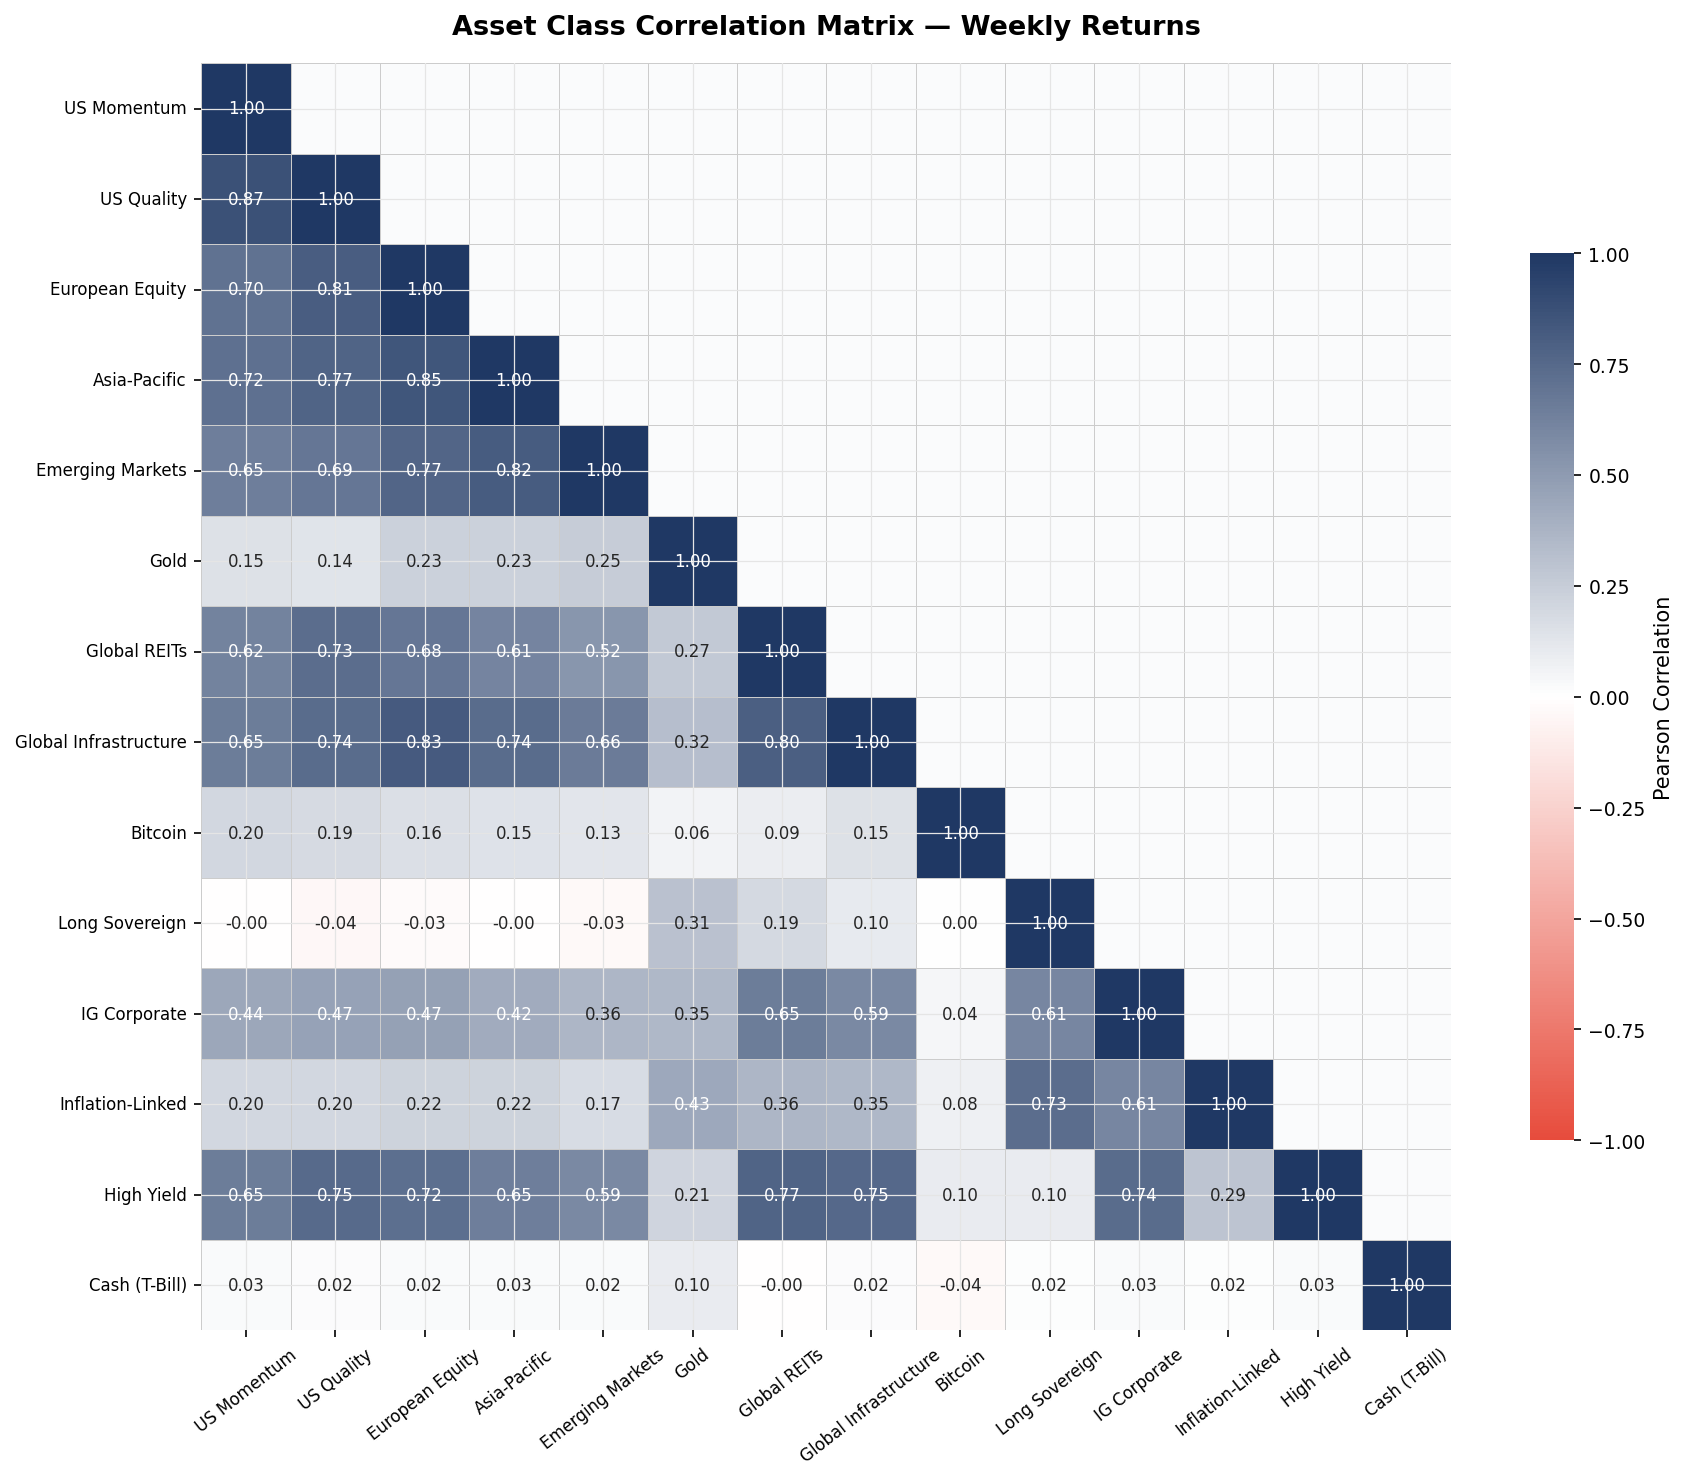 Asset Class Correlation Matrix — Weekly Returns
US Momentum 1.00
US Quality 0.87 1.00
European Equity 0.70 0.81 1.00
Asia-Pacific 0.72 0.77 0.85 1.00
Emerging Markets 0.65 0.69 0.77 0.82 1.00
Gold 0.15 0.14 0.23 0.23 0.25 1.00
Global REITs 0.62 0.73 0.68 0.61 0.52 0.27 1.00
Global Infrastructure 0.65 0.74 0.83 0.74 0.66 0.32 0.80 1.00
Bitcoin 0.20 0.19 0.16 0.15 0.13 0.06 0.09 0.15 1.00
Long Sovereign -0.00 -0.04 -0.03 -0.00 -0.03 0.31 0.19 0.10 0.00 1.00
IG Corporate 0.44 0.47 0.47 0.42 0.36 0.35 0.65 0.59 0.04 0.61 1.00
Inflation-Linked 0.20 0.20 0.22 0.22 0.17 0.43 0.36 0.35 0.08 0.73 0.61 1.00
High Yield 0.65 0.75 0.72 0.65 0.59 0.21 0.77 0.75 0.10 0.10 0.74 0.29 1.00
Cash (T-Bill) 0.03 0.02 0.02 0.03 0.02 0.10 -0.00 0.02 -0.04 0.02 0.03 0.02 0.03 1.00
US Momentum
US Quality
European Equity
Asia-Pacific
Emerging Markets
Gold
Global REITs
Global Infrastructure
Bitcoin
Long Sovereign
IG Corporate
Inflation-Linked
High Yield
Cash (T-Bill)
1.00
0.75
0.50
0.25
0.00
−0.25
−0.50
−0.75
−1.00
Pearson Correlation